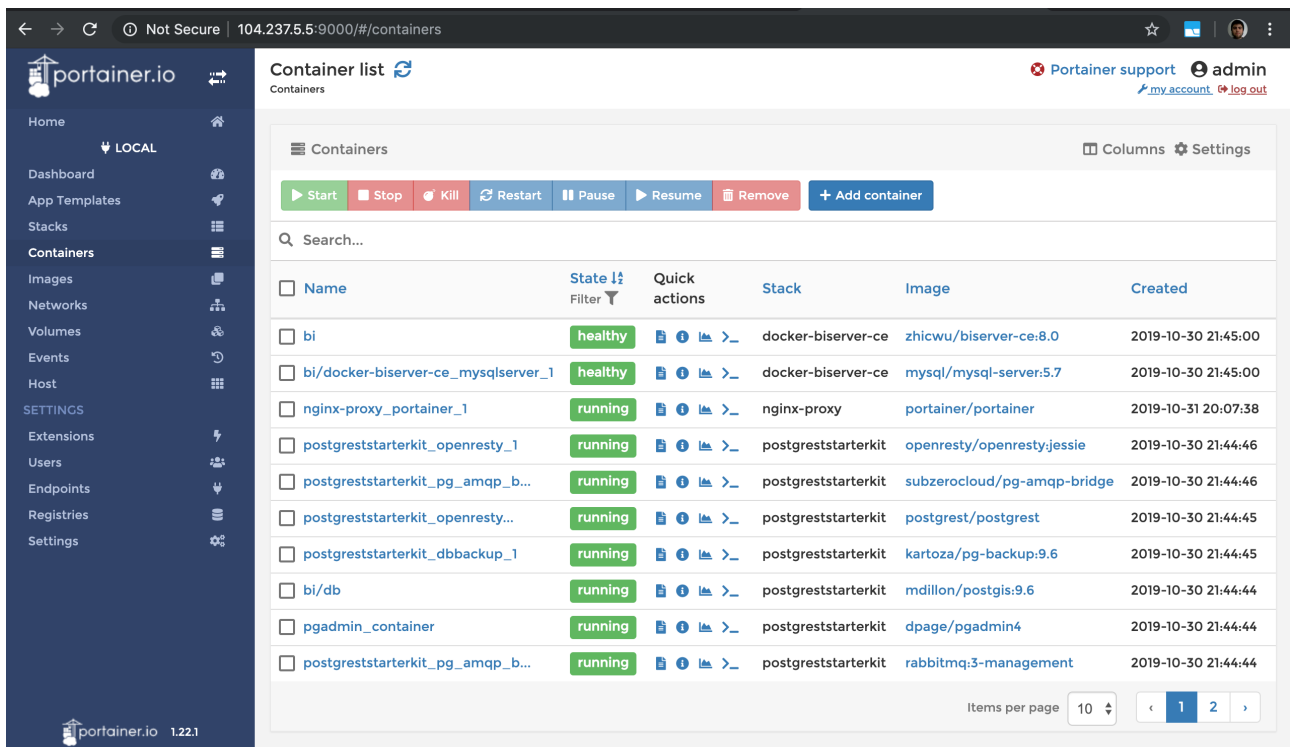 Not Secure | 104.237.5.5:9000/#/containers
portainer.io
Container list
Containers
Portainer support admin
my account log out
Home
LOCAL
Dashboard
App Templates
Stacks
Containers
Images
Networks
Volumes
Events
Host
SETTINGS
Extensions
Users
Endpoints
Registries
Settings
portainer.io 1.22.1
Containers
Columns Settings
Start Stop Kill Restart Pause Resume Remove + Add container
Search...
Name State Filter Quick actions Stack Image Created
bi healthy docker-biserver-ce zhicwu/biserver-ce:8.0 2019-10-30 21:45:00
bi/docker-biserver-ce_mysqlserver_1 healthy docker-biserver-ce mysql/mysql-server:5.7 2019-10-30 21:45:00
nginx-proxy_portainer_1 running nginx-proxy portainer/portainer 2019-10-31 20:07:38
postgreststarterkit_openresty_1 running postgreststarterkit openresty/openresty:jessie 2019-10-30 21:44:46
postgreststarterkit_pg_amqp_b... running postgreststarterkit subzerocloud/pg-amqp-bridge 2019-10-30 21:44:46
postgreststarterkit_openresty... running postgreststarterkit postgrest/postgrest 2019-10-30 21:44:45
postgreststarterkit_dbbackup_1 running postgreststarterkit kartoza/pg-backup:9.6 2019-10-30 21:44:45
bi/db running postgreststarterkit mdillon/postgis:9.6 2019-10-30 21:44:44
pgadmin_container running postgreststarterkit dpage/pgadmin4 2019-10-30 21:44:44
postgreststarterkit_pg_amqp_b... running postgreststarterkit rabbitmq:3-management 2019-10-30 21:44:44
Items per page 10 ‹ 1 2 ›